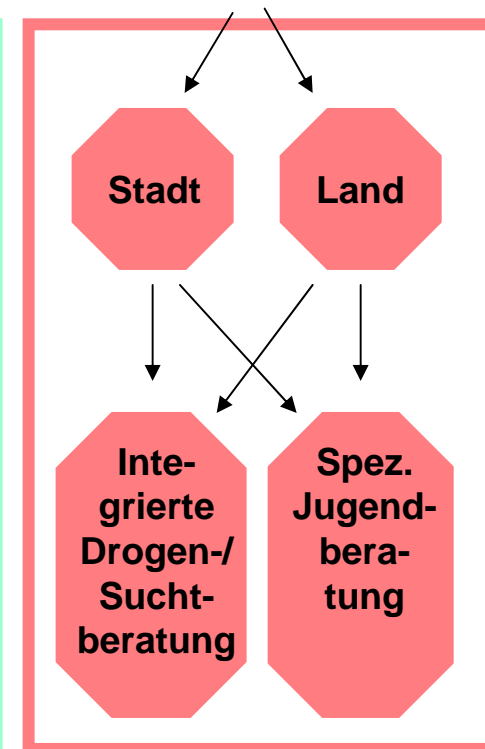 Stadt
Land
Inte-
grierte
Drogen-/
Sucht-
beratung
Spez.
Jugend-
bera-
tung